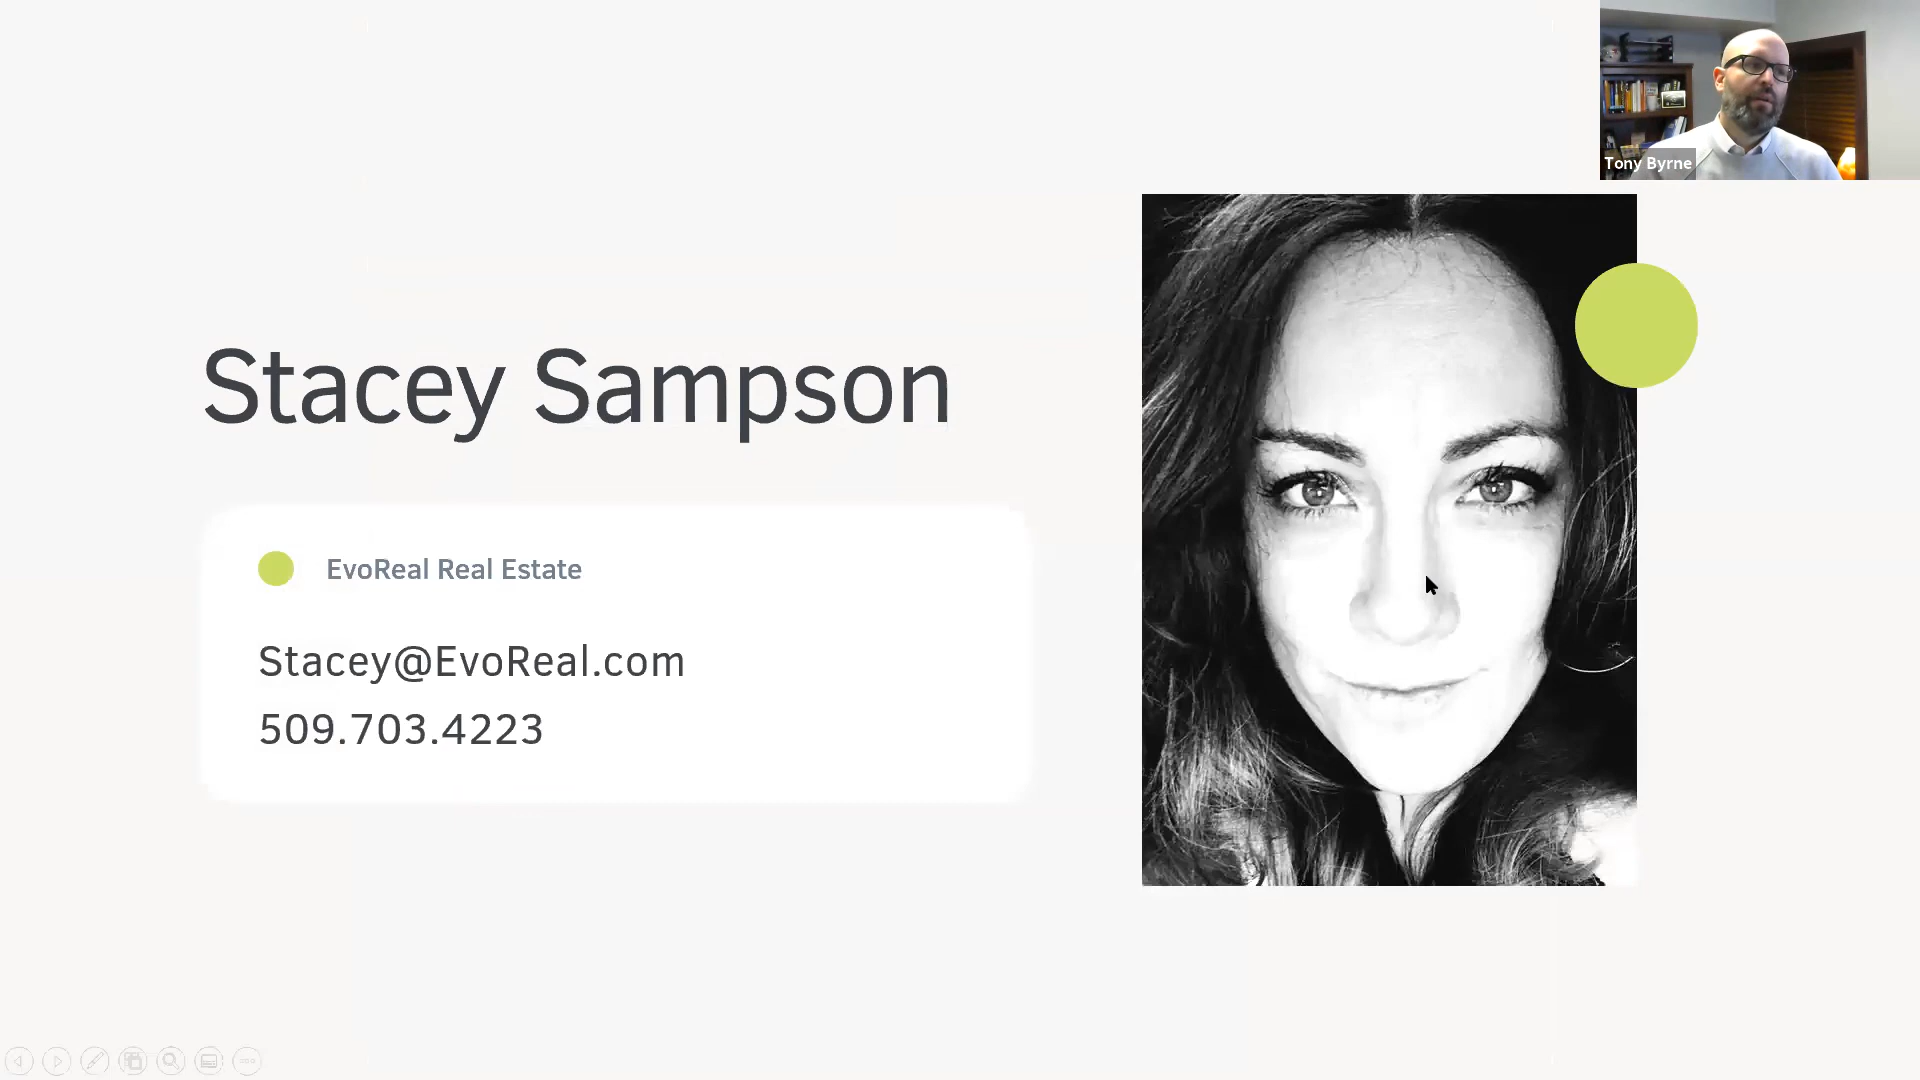 Tony Byrne
Stacey Sampson
EvoReal Real Estate
Stacey@EvoReal.com
509.703.4223